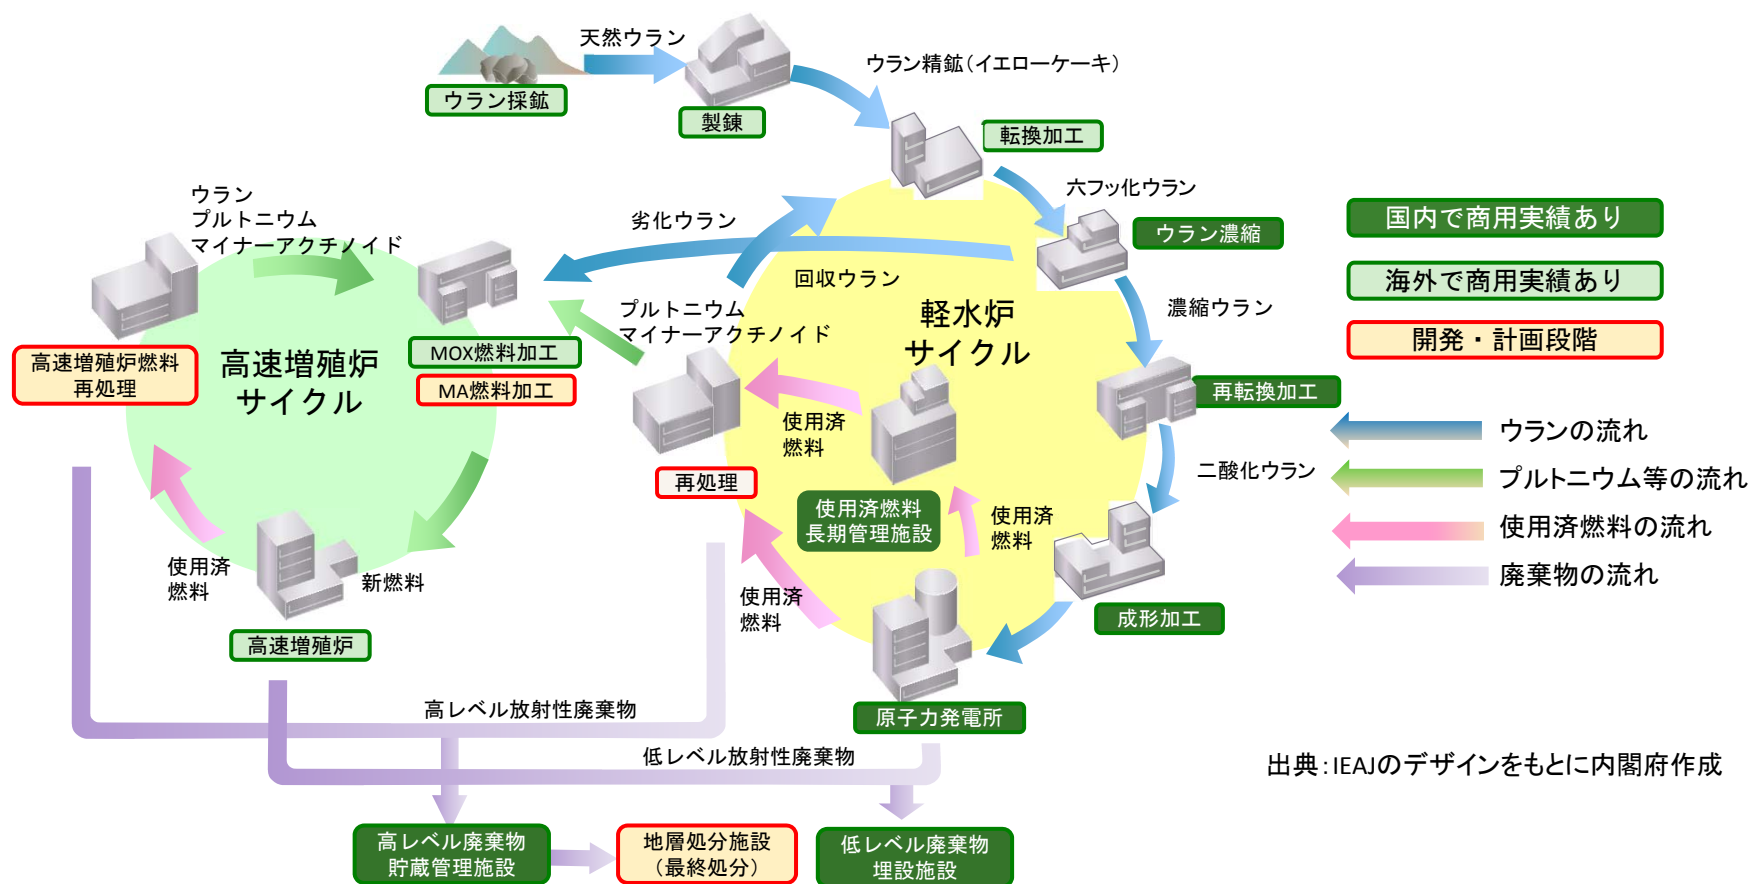 天然ウラン
ウラン精鉱（イエローケーキ）
ウラン採鉱
製錬
転換加工
六フッ化ウラン
ウラン
プルトニウム
マイナーアクチノイド
劣化ウラン
ウラン濃縮
回収ウラン
濃縮ウラン
プルトニウム
マイナーアクチノイド
軽水炉
サイクル
国内で商用実績あり
海外で商用実績あり
開発・計画段階
高速増殖炉燃料
再処理
高速増殖炉
サイクル
MOX燃料加工
MA燃料加工
再転換加工
使用済
燃料
再処理
二酸化ウラン
使用済燃料
長期管理施設
使用済
燃料
ウランの流れ
プルトニウム等の流れ
使用済燃料の流れ
廃棄物の流れ
使用済
燃料
新燃料
使用済
燃料
成形加工
高速増殖炉
原子力発電所
高レベル放射性廃棄物
低レベル放射性廃棄物
出典：IEAJのデザインをもとに内閣府作成
高レベル廃棄物
貯蔵管理施設
地層処分施設
（最終処分）
低レベル廃棄物
埋設施設